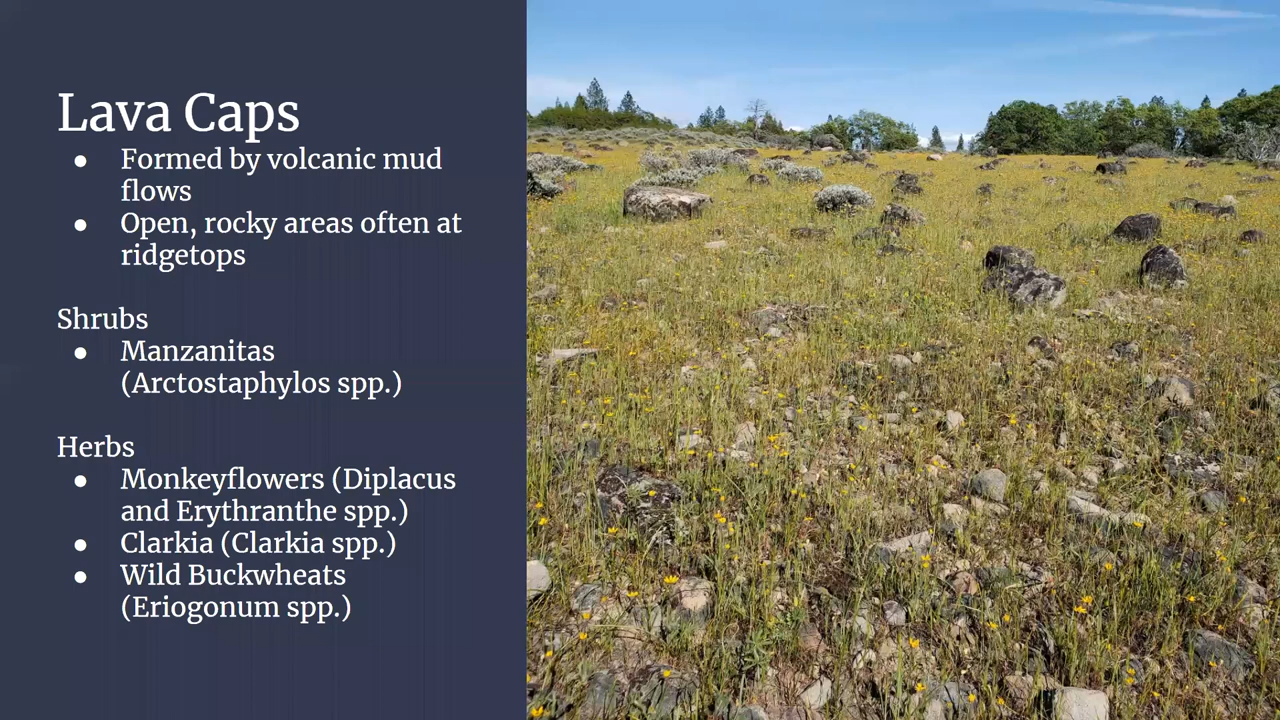 Lava Caps
● Formed by volcanic mud
flows
● Open, rocky areas often at
ridgetops
Shrubs
● Manzanitas
(Arctostaphylos spp.)
Herbs
● Monkeyflowers (Diplacus
and Erythranthe spp.)
● Clarkia (Clarkia spp.)
● Wild Buckwheats
(Eriogonum spp.)